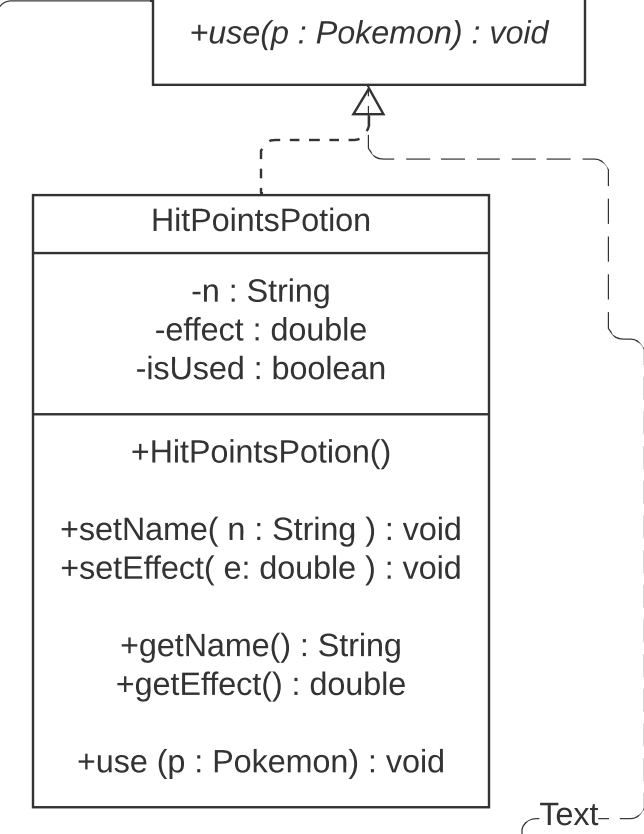 +use(p : Pokemon) : void
HitPointsPotion
-n : String
-effect : double
-isUsed : boolean
+HitPointsPotion()
+setName( n : String ) : void
+setEffect( e: double ) : void
+getName() : String
+getEffect() : double
+use (p : Pokemon) : void
Text